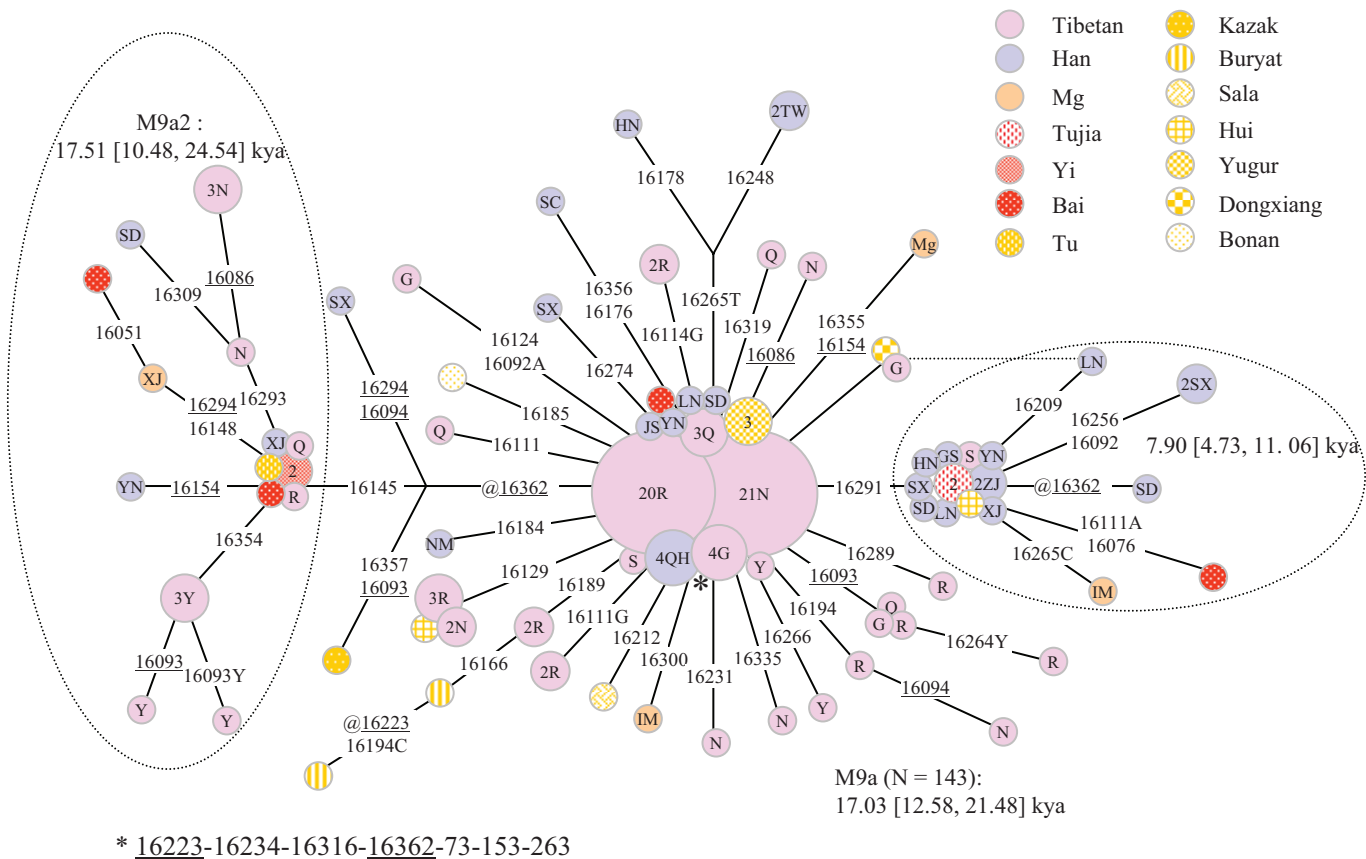 Tibetan
Han
Mg
Tujia
Yi
Bai
Tu
Kazak
Buryat
Sala
Hui
Yugur
Dongxiang
Bonan
M9a2 :
17.51 [10.48, 24.54] kya
3N
SD
16086
16309
16051
N
XJ
16294
16148
16293
XJ
Q
2
R
YN
16154
16354
3Y
16093
16093Y
Y
Y
SX
16294
16094
16145
@16362
16357
16093
G
16124
16092A
16185
Q
16111
SX
16274
SC
16356
16176
2R
16114G
HN
16178
2TW
16248
16265T
Q
16319
N
16086
Mg
16355
16154
G
JS
YN
LN
SD
3Q
3
20R
21N
S
4QH
4G
Y
*
NM
16184
3R
2N
16129
16189
2R
16166
@16223
16194C
16111G
2R
16212
16300
IM
16231
N
16335
N
16266
Y
16194
R
16094
N
16093
Q
G
R
16264Y
R
16289
R
16291
LN
16209
2SX
16256
16092
7.90 [4.73, 11. 06] kya
HN
GS
S
YN
SX
2
2ZJ
SD
LN
XJ
@16362
SD
16111A
16076
16265C
IM
M9a (N = 143):
17.03 [12.58, 21.48] kya
* 16223-16234-16316-16362-73-153-263